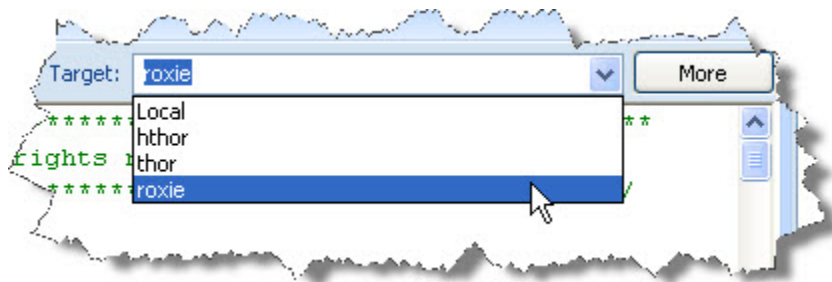 Target: roxie More
Local
hthor
thor
roxie
******
**
rights
******
/